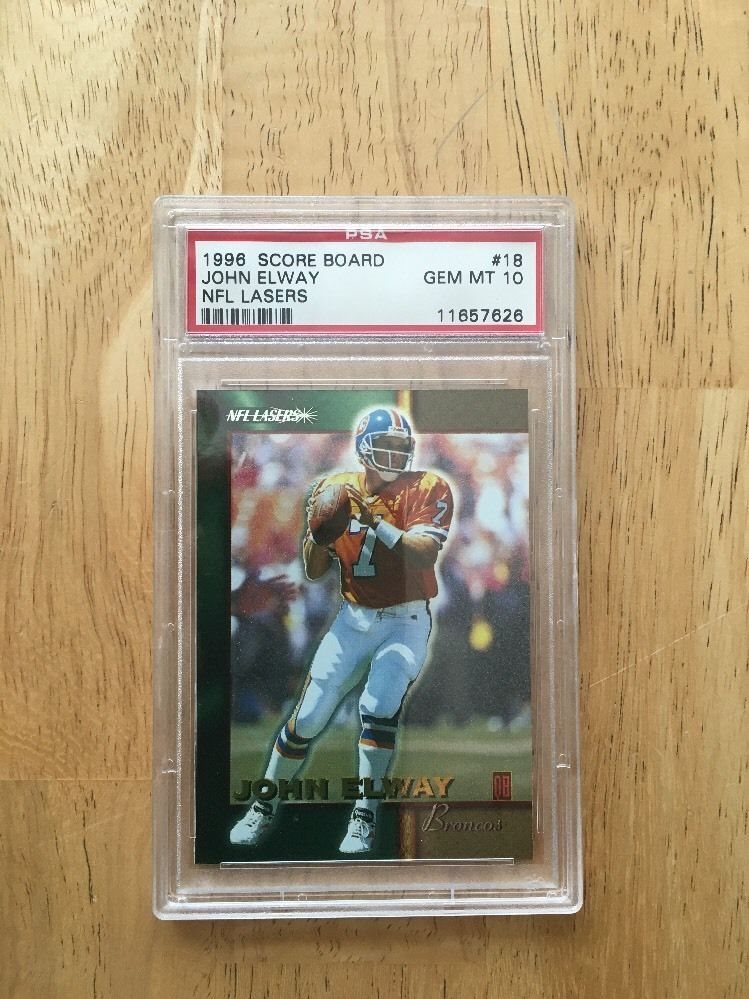 PSA
1996 SCORE BOARD #18
JOHN ELWAY GEM MT 10
NFL LASERS
11657626
NFL LASERS
7
7
JOHN ELWAY QB
Broncos